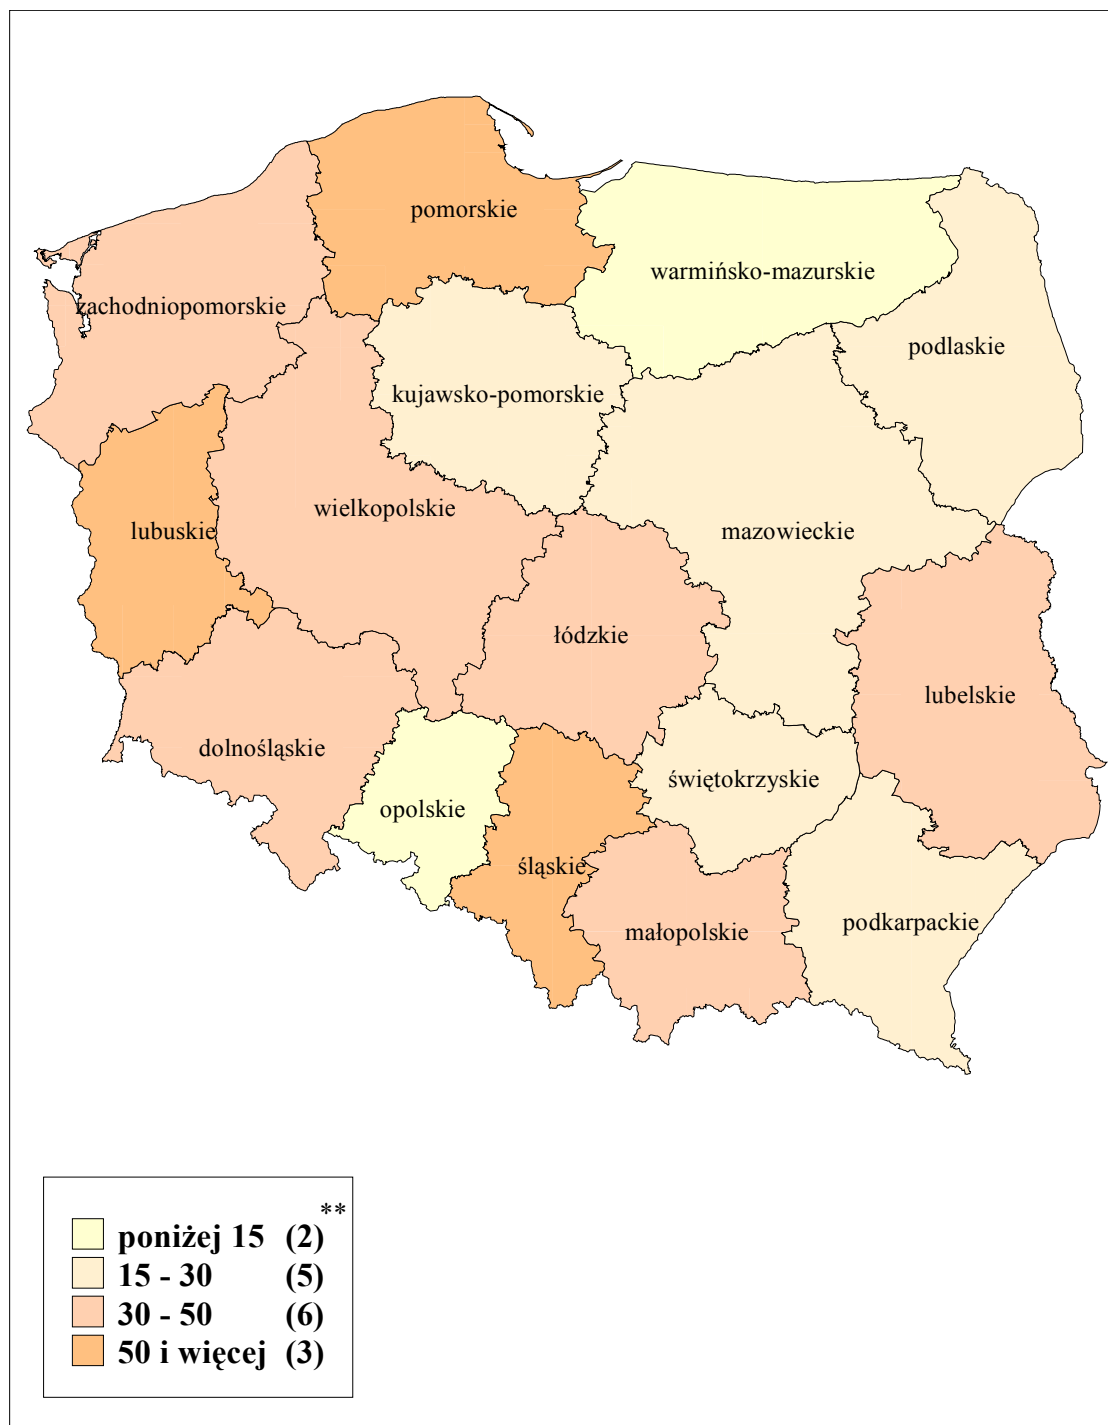 pomorskie
warmińsko-mazurskie
zachodniopomorskie
podlaskie
kujawsko-pomorskie
wielkopolskie
lubuskie
mazowieckie
łódzkie
lubelskie
dolnośląskie
świętokrzyskie
opolskie
śląskie
podkarpackie
małopolskie
**
poniżej 15 (2)
15 - 30 (5)
30 - 50 (6)
50 i więcej (3)